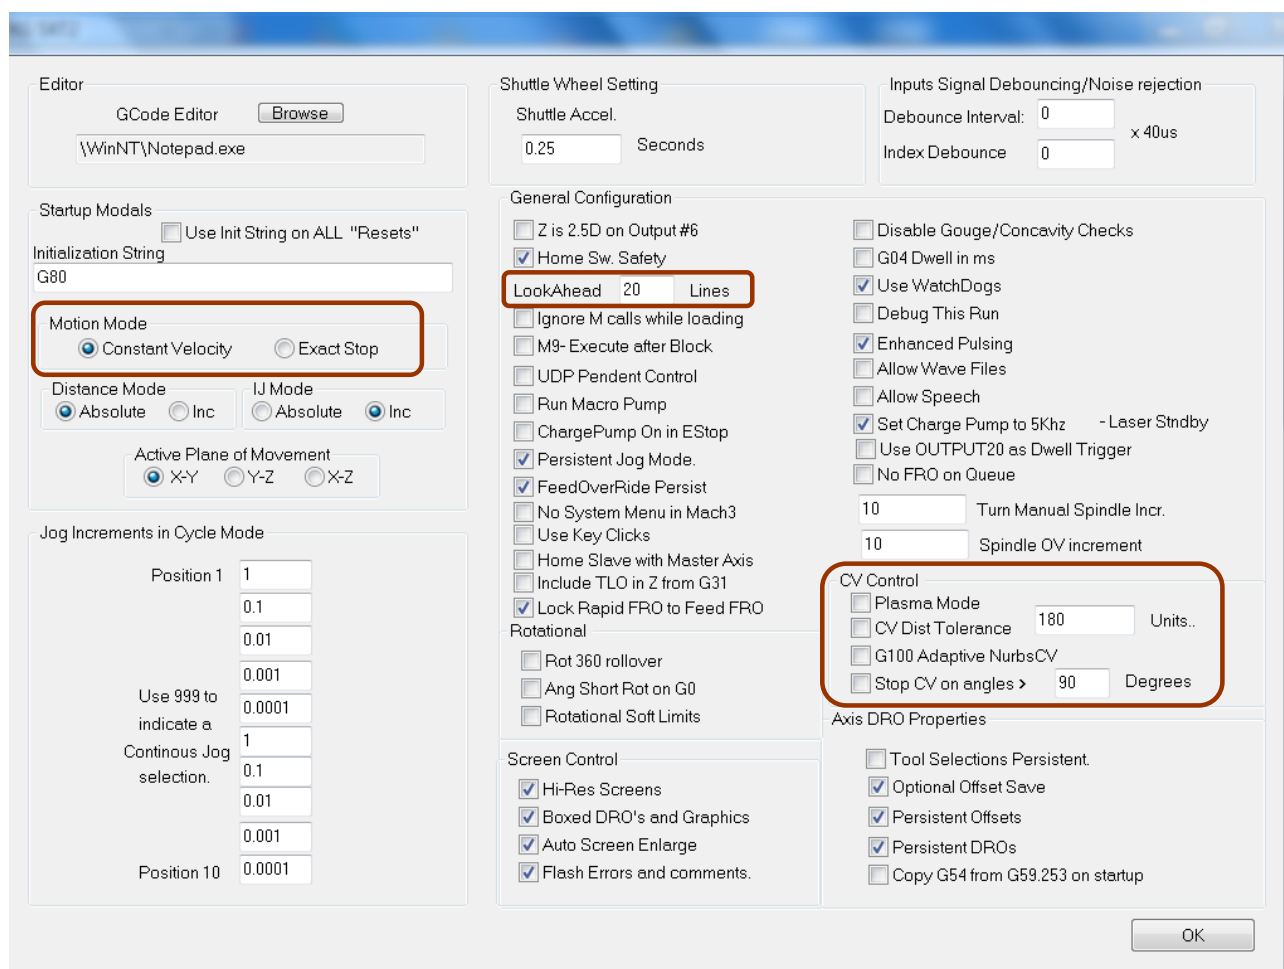 Editor
GCode Editor Browse
\WinNT\Notepad.exe
Startup Modals
Use Init String on ALL "Resets"
Initialization String
G80
Motion Mode
Constant Velocity Exact Stop
Distance Mode
Absolute Inc
IJ Mode
Absolute Inc
Active Plane of Movement
X-Y Y-Z X-Z
Jog Increments in Cycle Mode
Position 1 1
0.1
0.01
0.001
Use 999 to
indicate a
Continous Jog
selection.
0.0001
1
0.1
0.01
0.001
Position 10 0.0001
Shuttle Wheel Setting
Shuttle Accel.
0.25 Seconds
Inputs Signal Debouncing/Noise rejection
Debounce Interval: 0
x 40us
Index Debounce 0
General Configuration
Z is 2.5D on Output #6
Home Sw. Safety
LookAhead 20 Lines
Ignore M calls while loading
M9- Execute after Block
UDP Pendent Control
Run Macro Pump
ChargePump On in EStop
Persistent Jog Mode.
FeedOverRide Persist
No System Menu in Mach3
Use Key Clicks
Home Slave with Master Axis
Include TLO in Z from G31
Lock Rapid FRO to Feed FRO
Disable Gouge/Concavity Checks
G04 Dwell in ms
Use WatchDogs
Debug This Run
Enhanced Pulsing
Allow Wave Files
Allow Speech
Set Charge Pump to 5Khz - Laser Stndby
Use OUTPUT20 as Dwell Trigger
No FRO on Queue
10 Turn Manual Spindle Incr.
10 Spindle OV increment
CV Control
Plasma Mode
CV Dist Tolerance 180 Units..
G100 Adaptive NurbsCV
Stop CV on angles > 90 Degrees
Rotational
Rot 360 rollover
Ang Short Rot on G0
Rotational Soft Limits
Screen Control
Hi-Res Screens
Boxed DRO's and Graphics
Auto Screen Enlarge
Flash Errors and comments.
Axis DRO Properties
Tool Selections Persistent.
Optional Offset Save
Persistent Offsets
Persistent DROs
Copy G54 from G59.253 on startup
OK